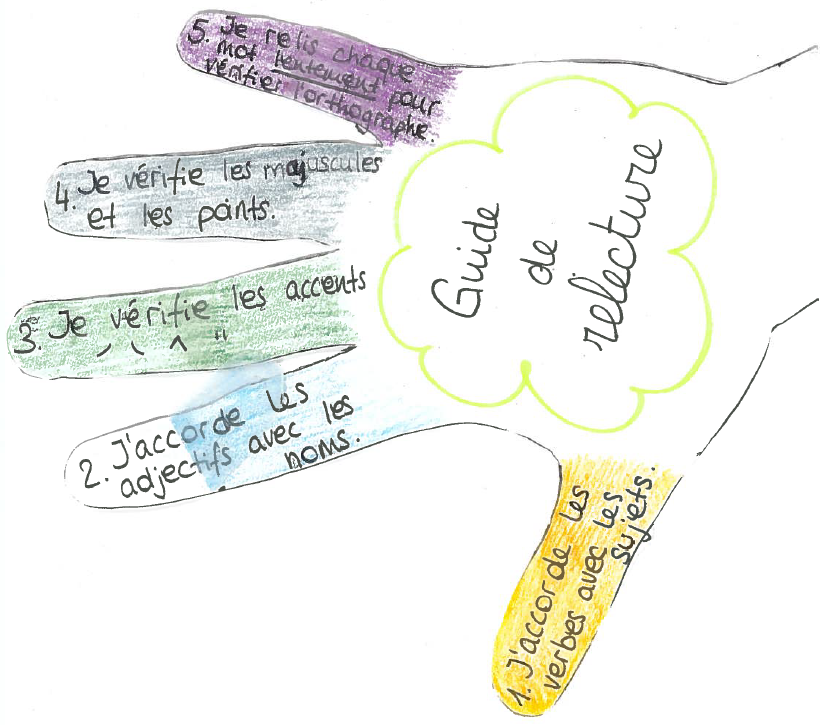 Guide
de
relecture
1. J'accorde les
verbes avec les
sujets.
2. J'accorde les
adjectifs avec les
noms.
3. Je vérifie les accents
ˊ ˋ ^ ¨
4. Je vérifie les majuscules
et les points.
5. Je relis chaque
mot lentement pour
vérifier l'orthographe.